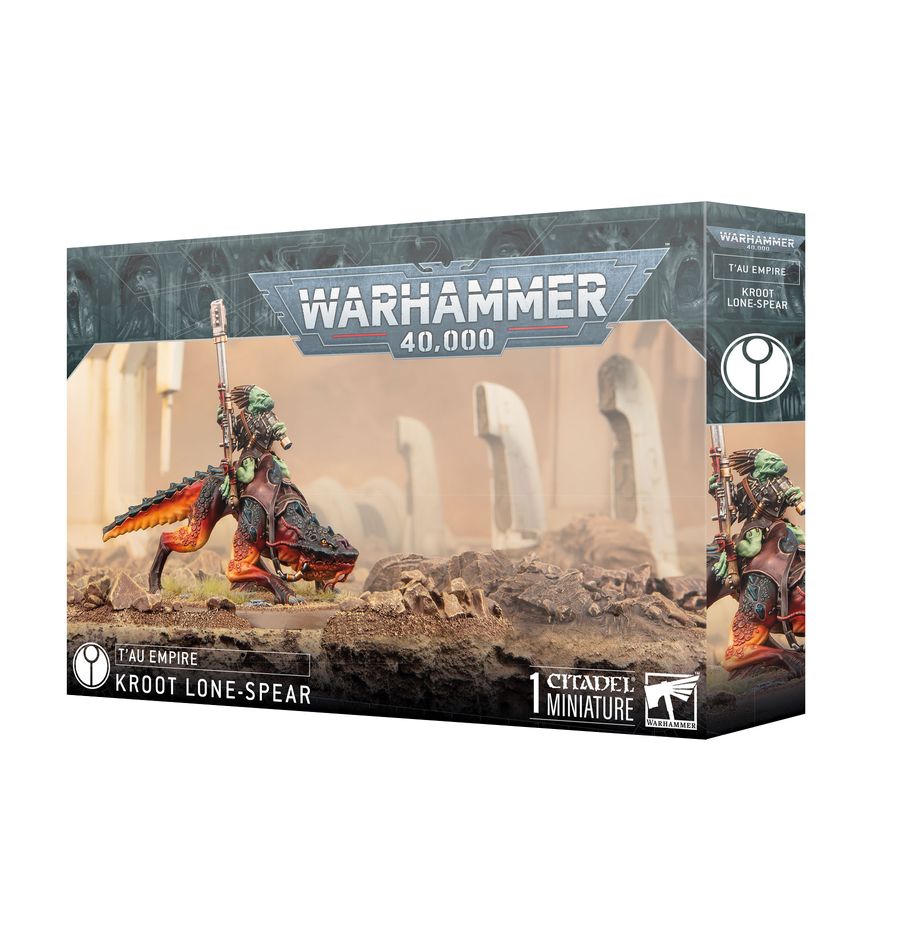 WARHAMMER
40,000
™
T'AU EMPIRE
KROOT LONE-SPEAR
1 CITADEL
MINIATURE
WARHAMMER
WARHAMMER
40,000
T'AU EMPIRE
KROOT
LONE-SPEAR